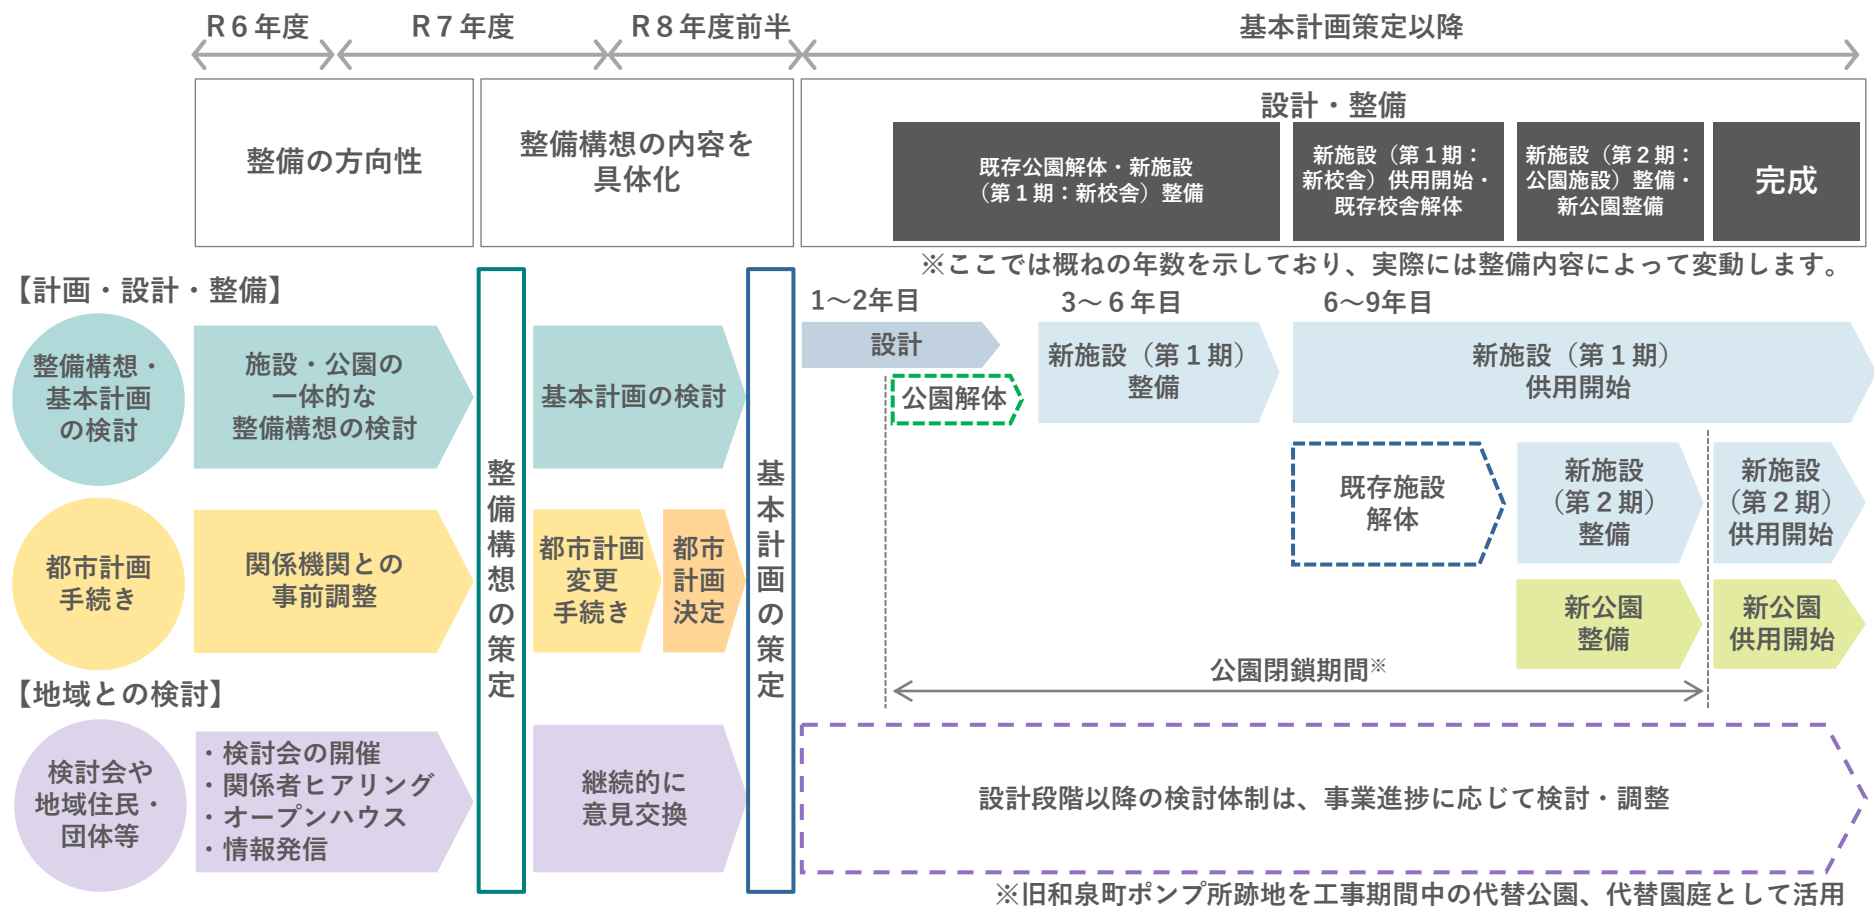 R６年度
R７年度
R８年度前半
基本計画策定以降
整備の方向性
整備構想の内容を
具体化
設計・整備
既存公園解体・新施設
（第１期：新校舎）整備
新施設（第１期：
新校舎）供用開始・
既存校舎解体
新施設（第２期：
公園施設）整備・
新公園整備
完成
※ここでは概ねの年数を示しており、実際には整備内容によって変動します。
【計画・設計・整備】
1～2年目
3～６年目
6～9年目
整備構想・
基本計画
の検討
施設・公園の
一体的な
整備構想の検討
基本計画の検討
設計
公園解体
新施設（第１期）
整備
新施設（第１期）
供用開始
整備構想の策定
基本計画の策定
既存施設
解体
新施設
（第２期）
整備
新施設
（第２期）
供用開始
都市計画
手続き
関係機関との
事前調整
都市計画
変更
手続き
都市
計画
決定
新公園
整備
新公園
供用開始
公園閉鎖期間※
【地域との検討】
検討会や
地域住民・
団体等
・検討会の開催
・関係者ヒアリング
・オープンハウス
・情報発信
継続的に
意見交換
設計段階以降の検討体制は、事業進捗に応じて検討・調整
※旧和泉町ポンプ所跡地を工事期間中の代替公園、代替園庭として活用